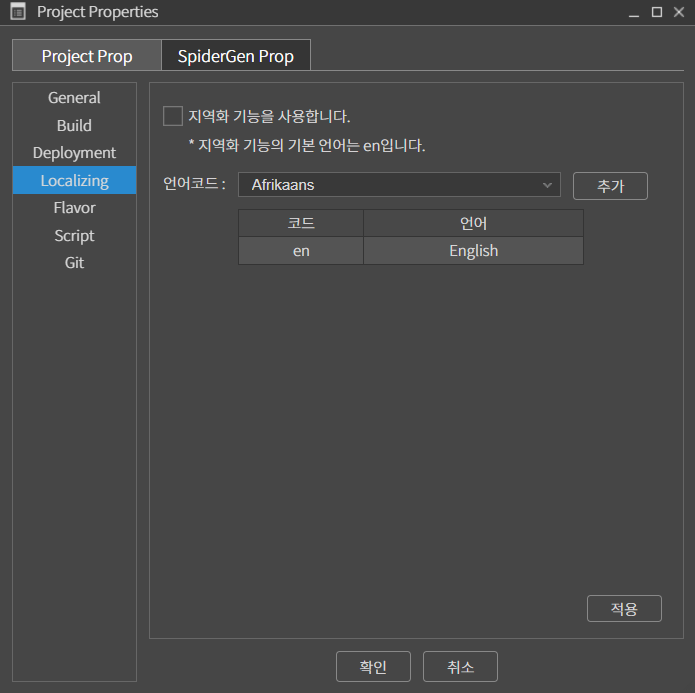 Project Properties
Project Prop
SpiderGen Prop
General
Build
Deployment
Localizing
Flavor
Script
Git
지역화 기능을 사용합니다.
* 지역화 기능의 기본 언어는 en입니다.
언어코드 : Afrikaans 추가
코드 언어
en English
적용
확인 취소